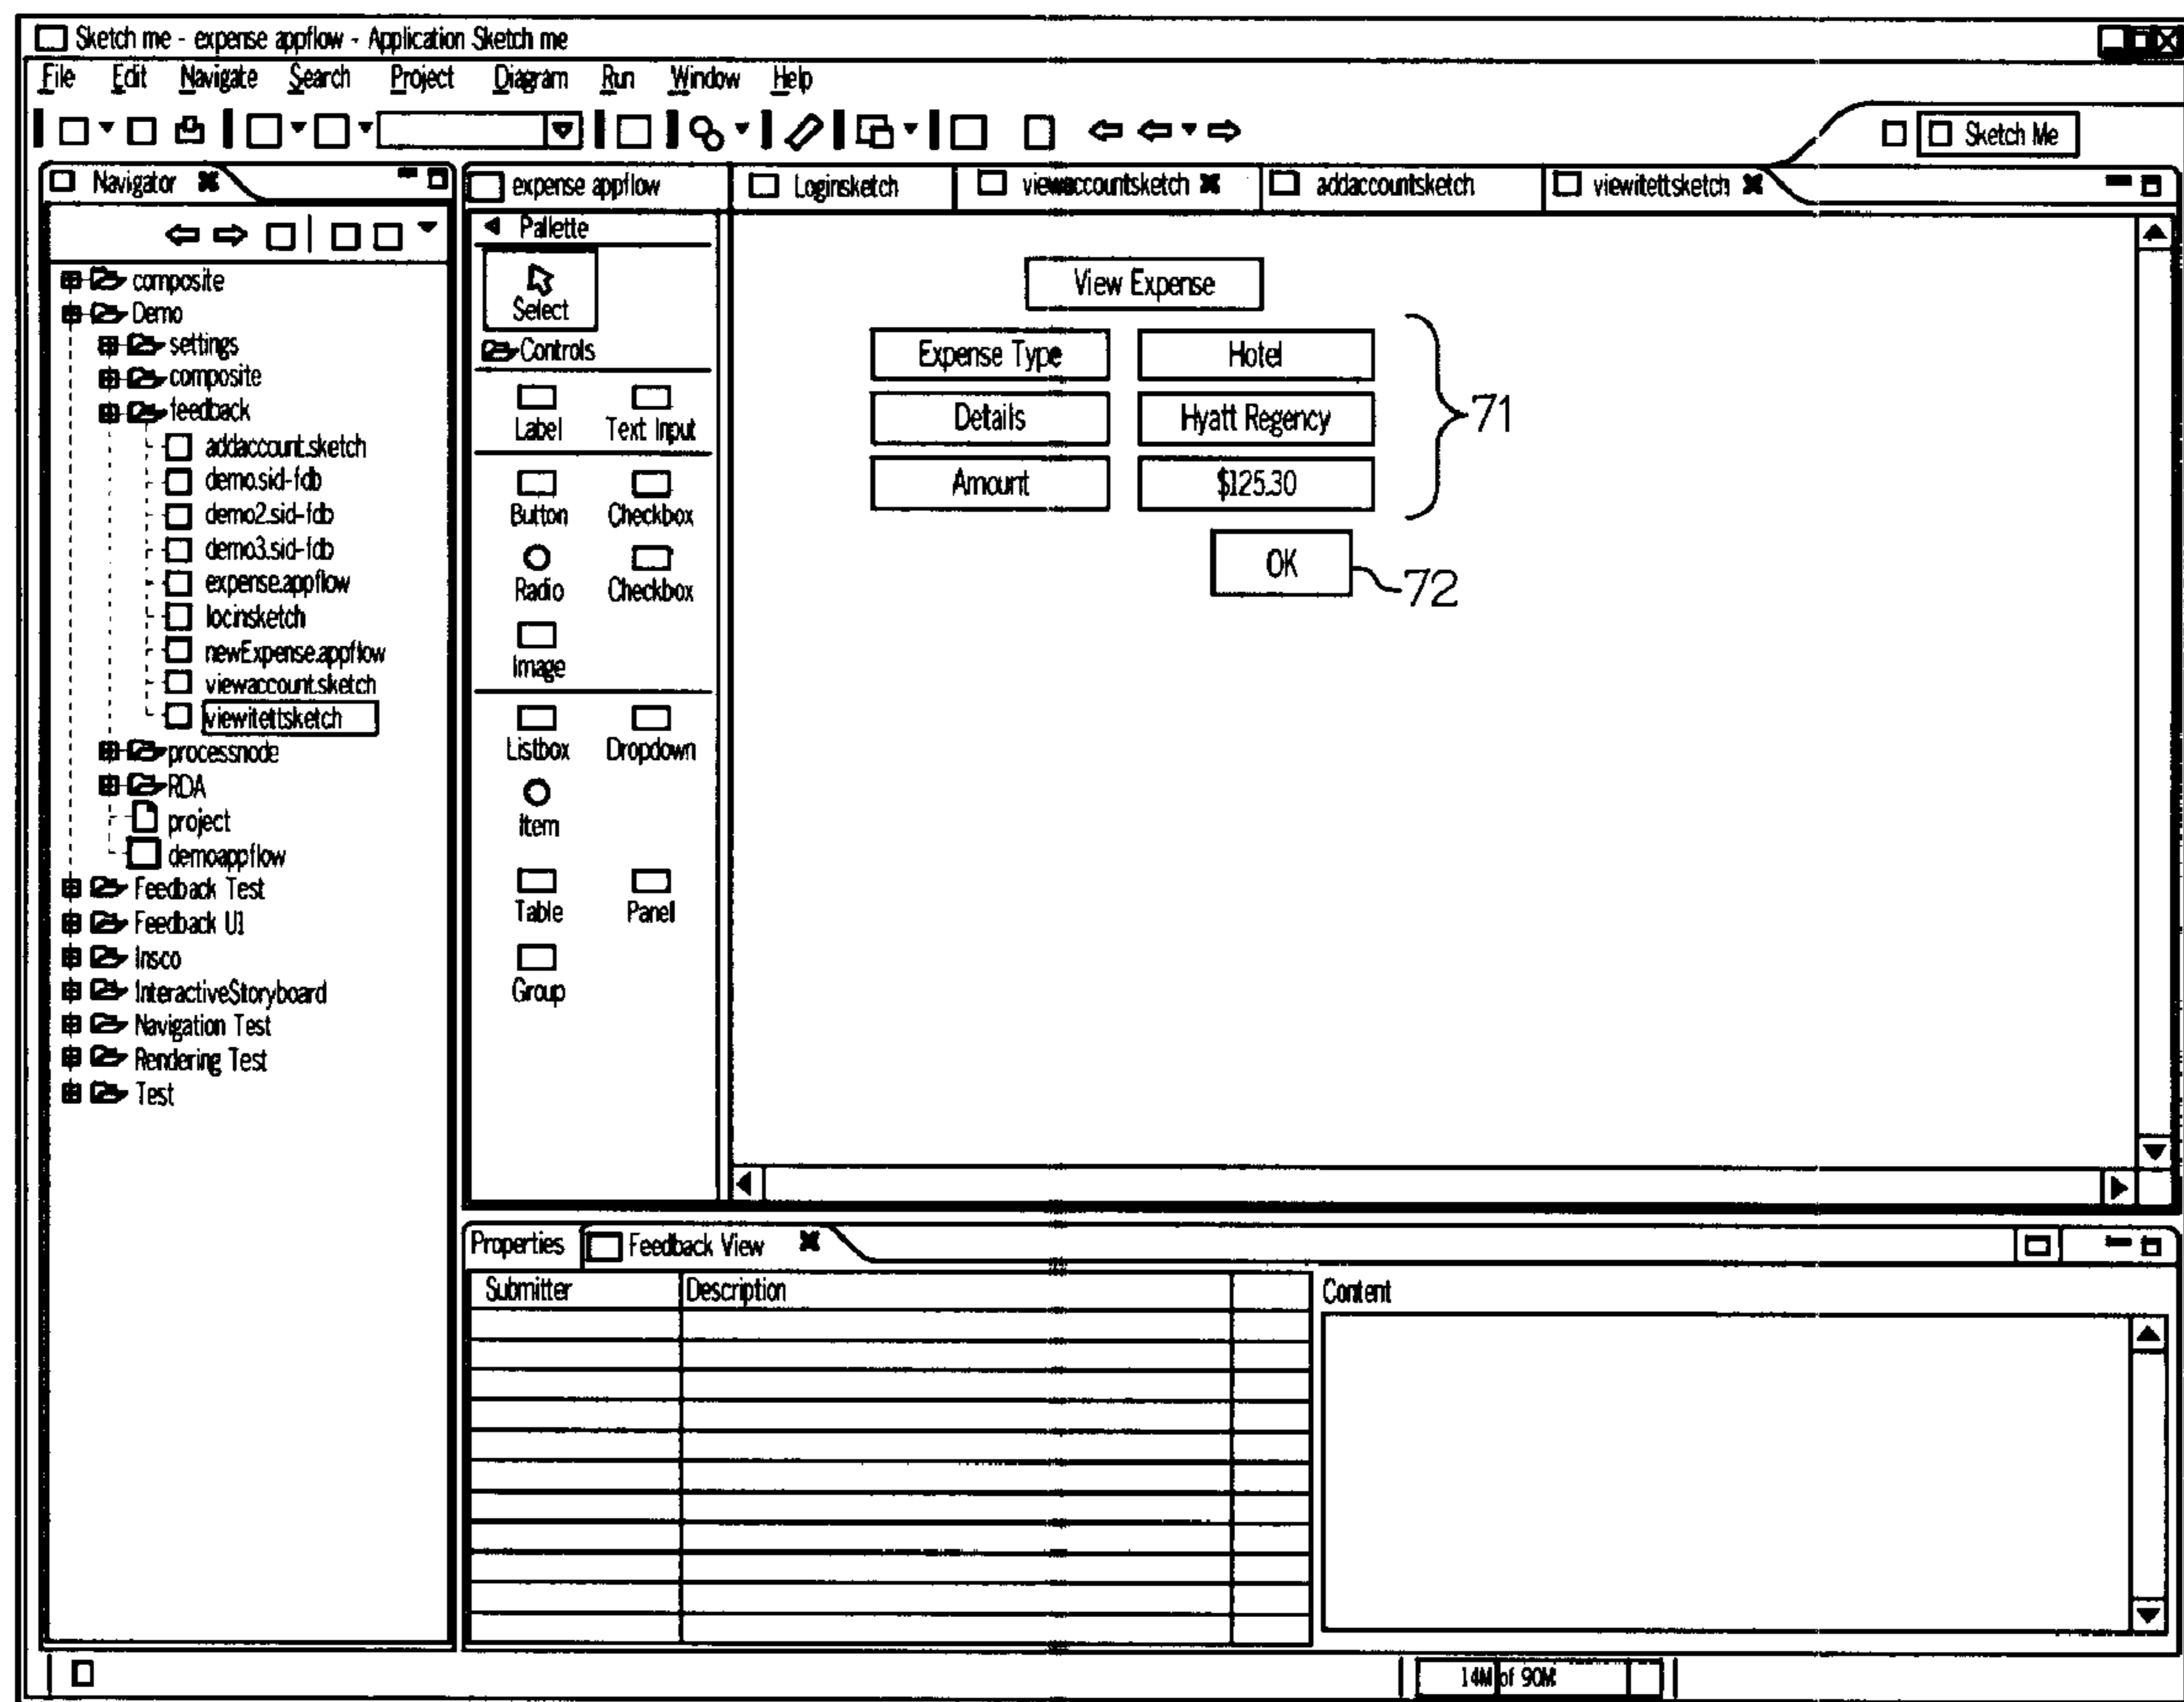 Sketch me - expense appflow - Application Sketch me
File Edit Navigate Search Project Diagram Run Window Help
Sketch Me
Navigator
composite
Demo
settings
composite
feedback
addaccount.sketch
demo.sid-fdb
demo2.sid-fdb
demo3.sid-fdb
expense.appflow
locinsketch
newExpense.appflow
viewaccount.sketch
viewitettsketch
processnode
RDA
project
demoappflow
Feedback Test
Feedback UI
Insco
InteractiveStoryboard
Navigation Test
Rendering Test
Test
expense appflow Loginsketch viewaccountsketch addaccountsketch viewitettsketch
Pallette
Select
Controls
Label Text Input
Button Checkbox
Radio Checkbox
Image
Listbox Dropdown
Item
Table Panel
Group
View Expense
Expense Type Hotel
Details Hyatt Regency
Amount $125.30
71
OK
72
Properties Feedback View
Submitter Description
Content
14M of 90M